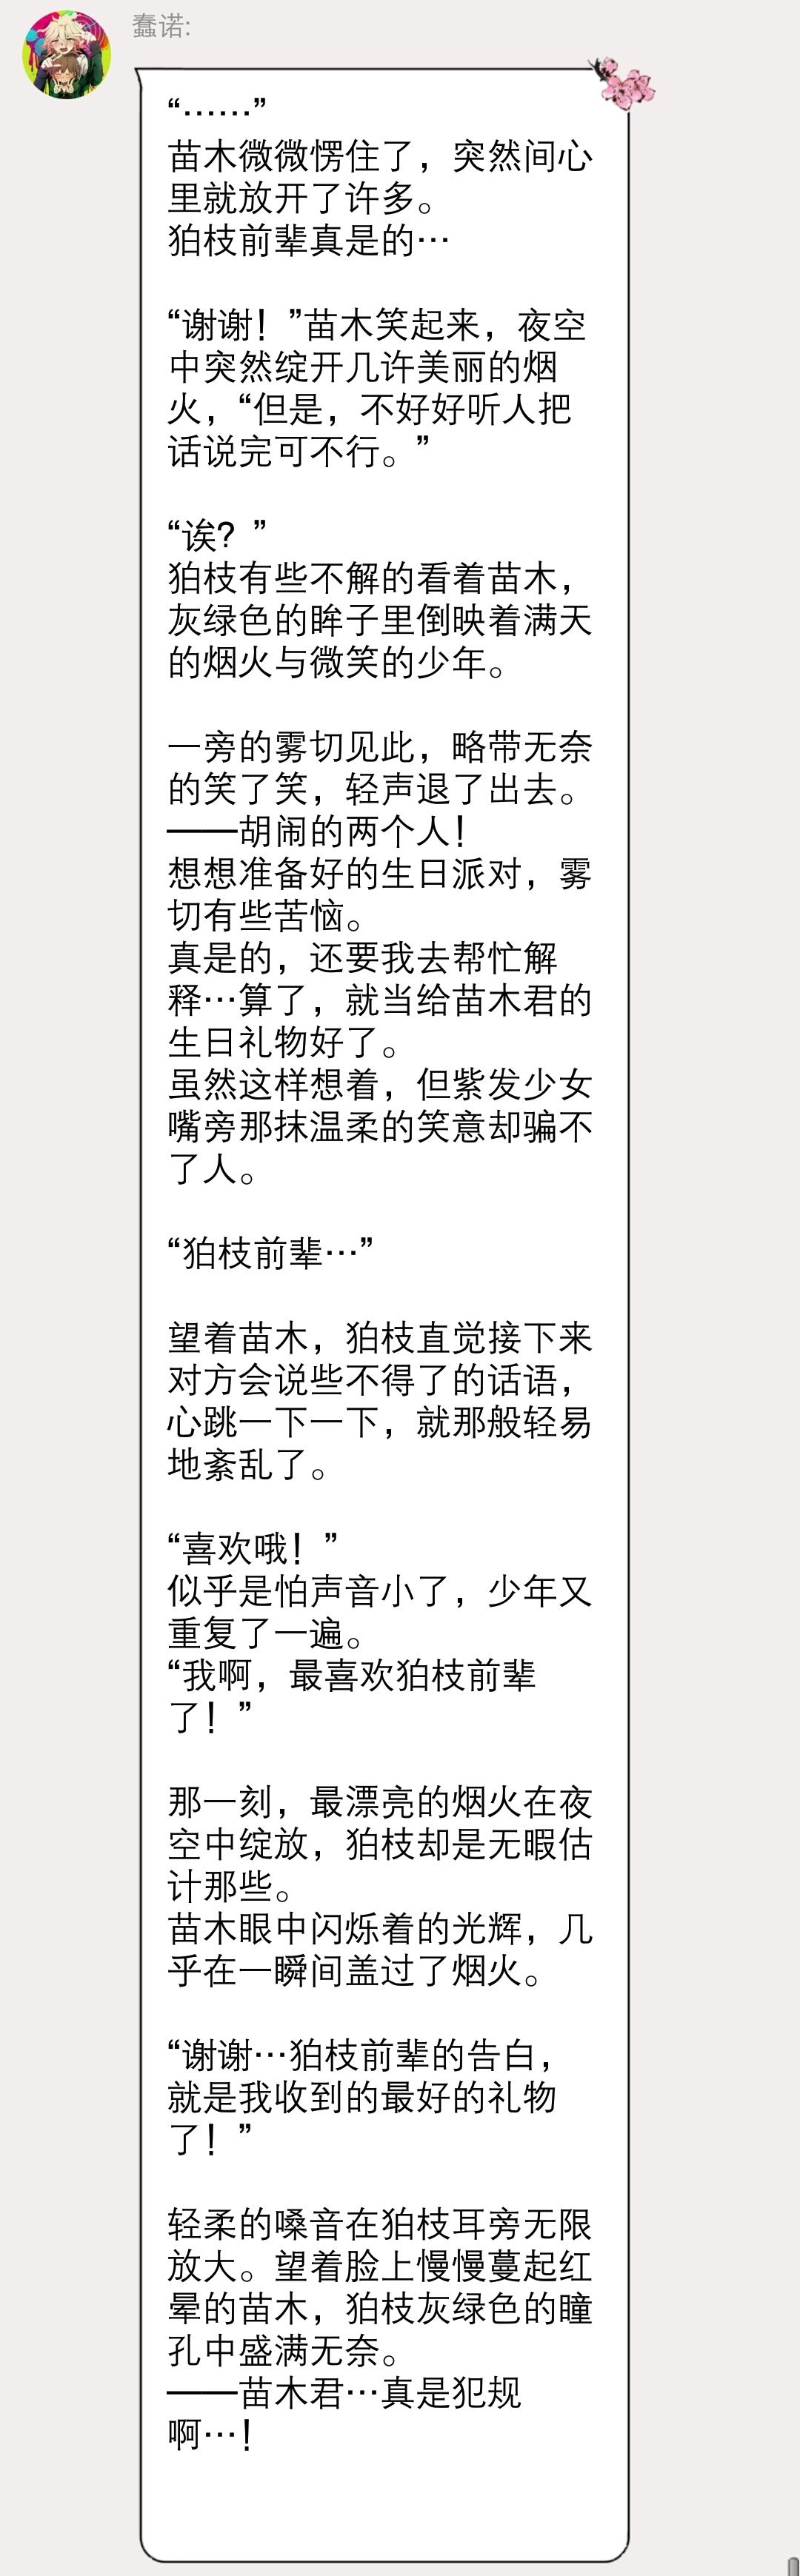 蠢诺:
“……”
苗木微微愣住了，突然间心
里就放开了许多。
狛枝前辈真是的…
“谢谢！”苗木笑起来，夜空
中突然绽开几许美丽的烟
火，“但是，不好好听人把
话说完可不行。”
“诶？”
狛枝有些不解的看着苗木，
灰绿色的眸子里倒映着满天
的烟火与微笑的少年。
一旁的雾切见此，略带无奈
的笑了笑，轻声退了出去。
——胡闹的两个人！
想想准备好的生日派对，雾
切有些苦恼。
真是的，还要我去帮忙解
释…算了，就当给苗木君的
生日礼物好了。
虽然这样想着，但紫发少女
嘴旁那抹温柔的笑意却骗不
了人。
“狛枝前辈…”
望着苗木，狛枝直觉接下来
对方会说些不得了的话语，
心跳一下一下，就那般轻易
地紊乱了。
“喜欢哦！”
似乎是怕声音小了，少年又
重复了一遍。
“我啊，最喜欢狛枝前辈
了！”
那一刻，最漂亮的烟火在夜
空中绽放，狛枝却是无暇估
计那些。
苗木眼中闪烁着的光辉，几
乎在一瞬间盖过了烟火。
“谢谢…狛枝前辈的告白，
就是我收到的最好的礼物
了！”
轻柔的嗓音在狛枝耳旁无限
放大。望着脸上慢慢蔓起红
晕的苗木，狛枝灰绿色的瞳
孔中盛满无奈。
——苗木君…真是犯规
啊…！